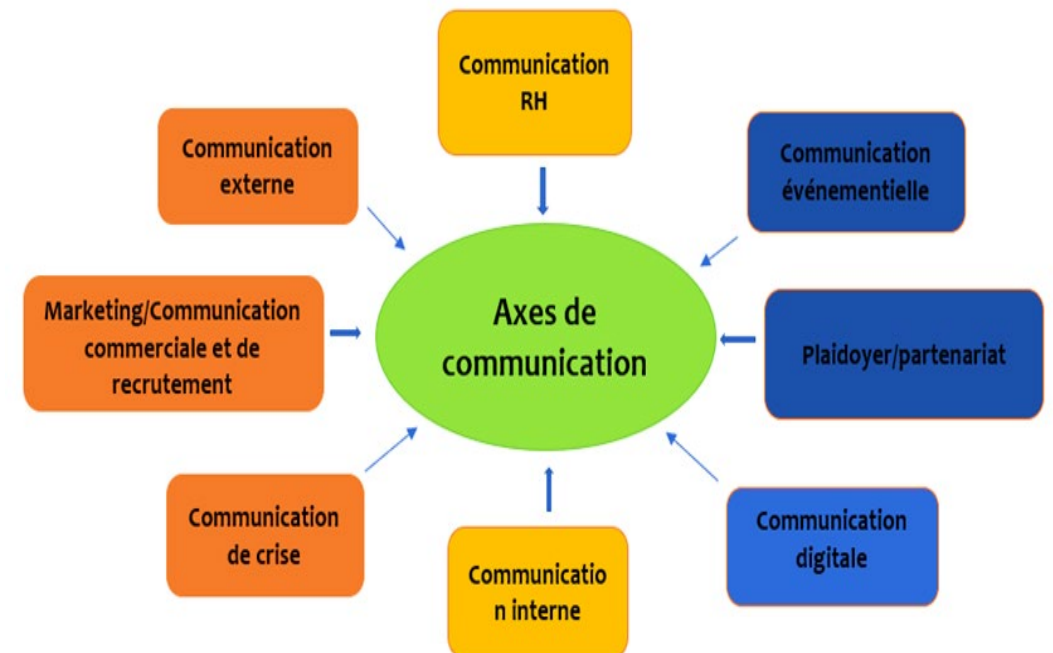 Communication
RH
Communication
externe
Communication
événementielle
Marketing/Communication
commerciale et de
recrutement
Axes de
communication
Plaidoyer/partenariat
Communication
de crise
Communicatio
n interne
Communication
digitale